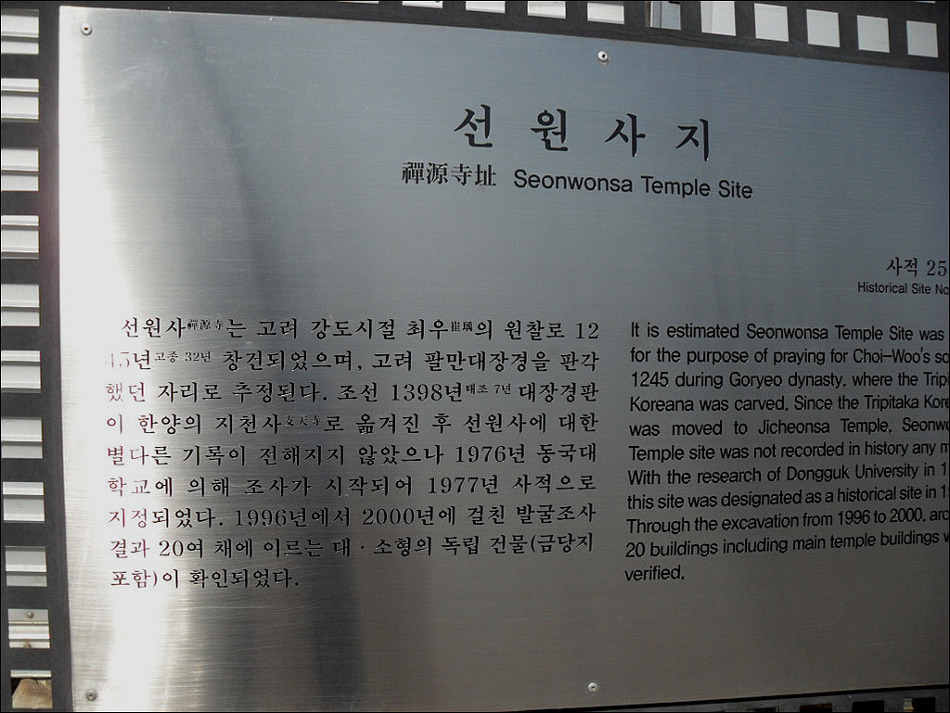 선 원 사 지
禪源寺址 Seonwonsa Temple Site
사적 25
Historical Site No
선원사禪源寺는 고려 강도시절 최우崔瑀의 원찰로 12
45년고종 32년 창건되었으며, 고려 팔만대장경을 판각
했던 자리로 추정된다. 조선 1398년태조 7년 대장경판
이 한양의 지천사支天寺로 옮겨진 후 선원사에 대한
별다른 기록이 전해지지 않았으나 1976년 동국대
학교에 의해 조사가 시작되어 1977년 사적으로
지정되었다. 1996년에서 2000년에 걸친 발굴조사
결과 20여 채에 이르는 대 · 소형의 독립 건물(금당지
포함)이 확인되었다.
It is estimated Seonwonsa Temple Site was
for the purpose of praying for Choi-Woo's so
1245 during Goryeo dynasty, where the Trip
Koreana was carved. Since the Tripitaka Kore
was moved to Jicheonsa Temple, Seonwo
Temple site was not recorded in history any m
With the research of Dongguk University in 1
this site was designated as a historical site in 1
Through the excavation from 1996 to 2000, aro
20 buildings including main temple buildings w
verified.